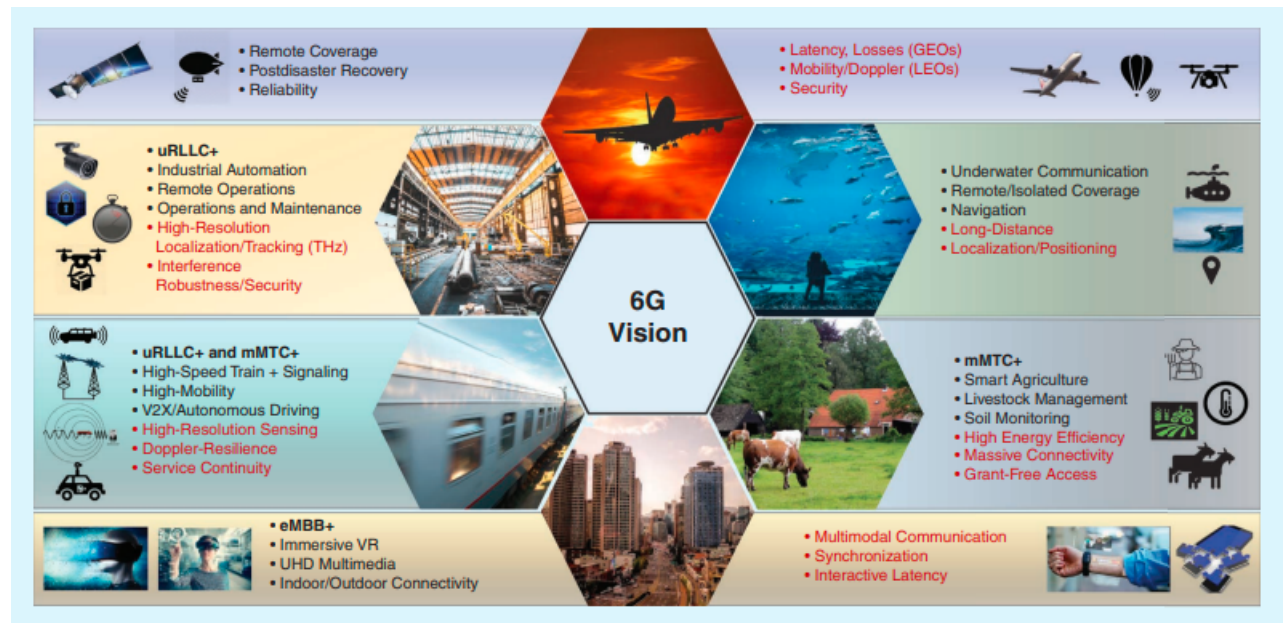 • Remote Coverage
• Postdisaster Recovery
• Reliability
• Latency, Losses (GEOs)
• Mobility/Doppler (LEOs)
• Security
• uRLLC+
• Industrial Automation
• Remote Operations
• Operations and Maintenance
• High-Resolution
Localization/Tracking (THz)
• Interference
Robustness/Security
• Underwater Communication
• Remote/Isolated Coverage
• Navigation
• Long-Distance
• Localization/Positioning
6G
Vision
• uRLLC+ and mMTC+
• High-Speed Train + Signaling
• High-Mobility
• V2X/Autonomous Driving
• High-Resolution Sensing
• Doppler-Resilience
• Service Continuity
• mMTC+
• Smart Agriculture
• Livestock Management
• Soil Monitoring
• High Energy Efficiency
• Massive Connectivity
• Grant-Free Access
• eMBB+
• Immersive VR
• UHD Multimedia
• Indoor/Outdoor Connectivity
• Multimodal Communication
• Synchronization
• Interactive Latency